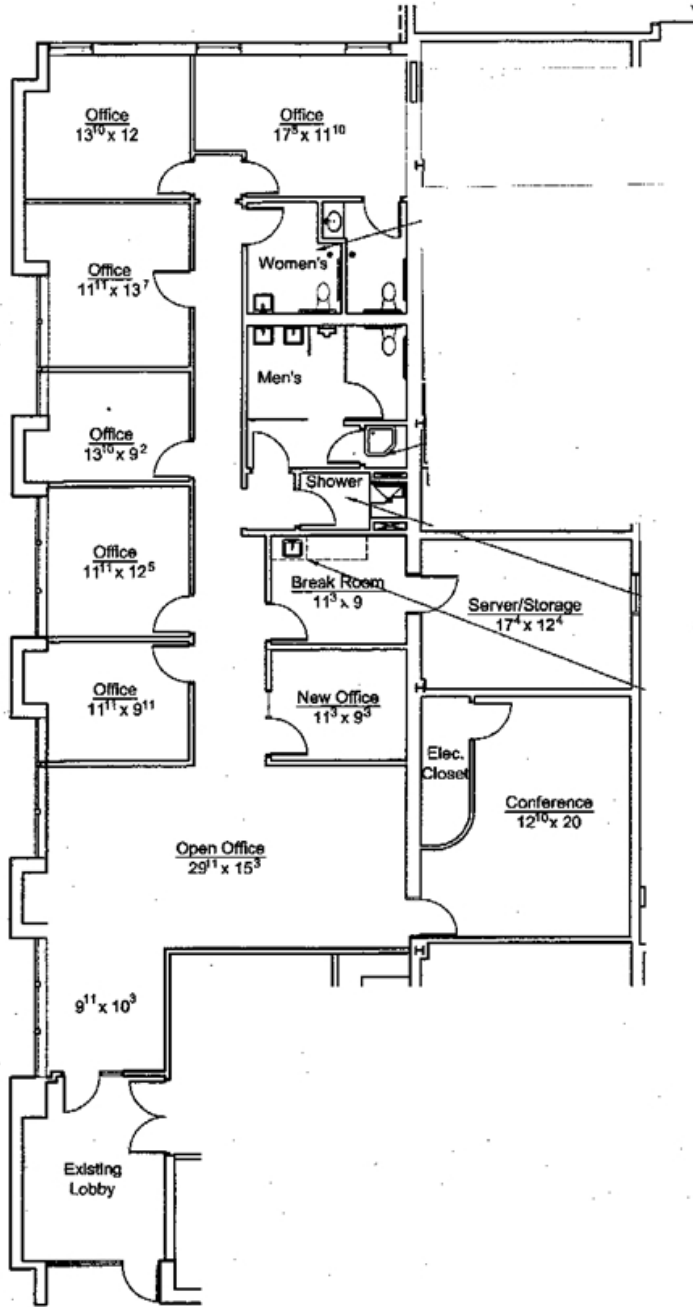 Office
13¹⁰ x 12
Office
17⁵ x 11¹⁰
Office
11¹¹ x 13⁷
Women's
Men's
Office
13¹⁰ x 9²
Shower
Office
11¹¹ x 12⁵
Break Room
11³ x 9
Server/Storage
17⁴ x 12⁴
Office
11¹¹ x 9¹¹
New Office
11³ x 9³
Elec.
Closet
Conference
12¹⁰ x 20
Open Office
29¹¹ x 15³
9¹¹ x 10³
Existing
Lobby